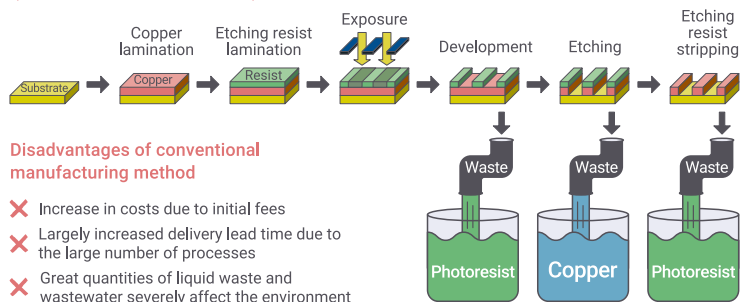 Exposure
Copper lamination
Etching resist lamination
Development
Etching
Etching resist stripping
Substrate
Copper
Resist
Waste
Waste
Waste
Photoresist
Copper
Photoresist
Disadvantages of conventional
manufacturing method
Increase in costs due to initial fees
Largely increased delivery lead time due to
the large number of processes
Great quantities of liquid waste and
wastewater severely affect the environment